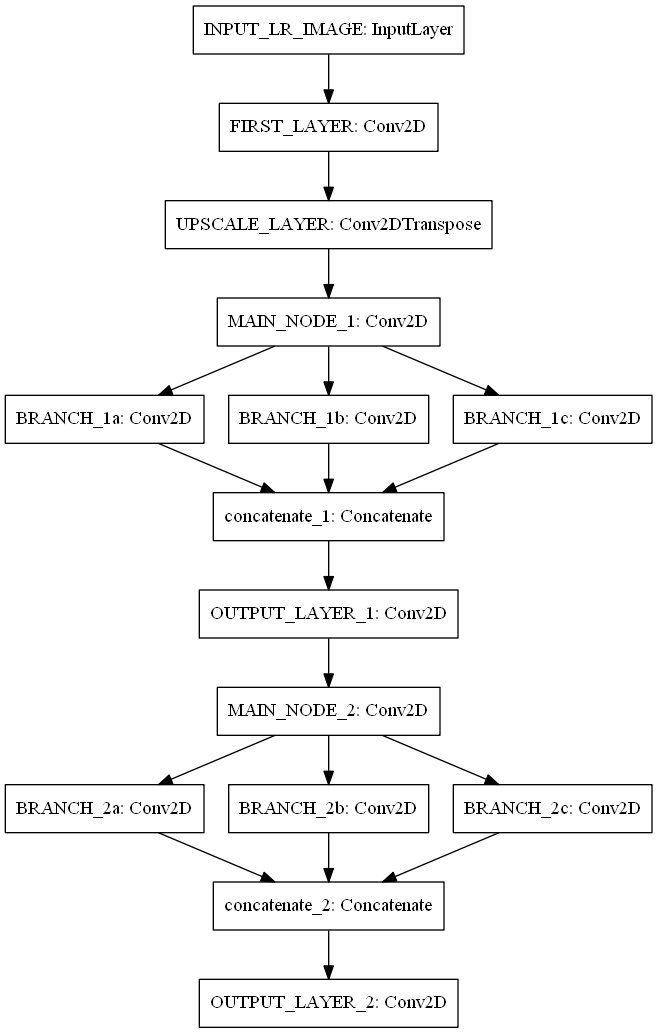 INPUT_LR_IMAGE: InputLayer
FIRST_LAYER: Conv2D
UPSCALE_LAYER: Conv2DTranspose
MAIN_NODE_1: Conv2D
BRANCH_1a: Conv2D
BRANCH_1b: Conv2D
BRANCH_1c: Conv2D
concatenate_1: Concatenate
OUTPUT_LAYER_1: Conv2D
MAIN_NODE_2: Conv2D
BRANCH_2a: Conv2D
BRANCH_2b: Conv2D
BRANCH_2c: Conv2D
concatenate_2: Concatenate
OUTPUT_LAYER_2: Conv2D